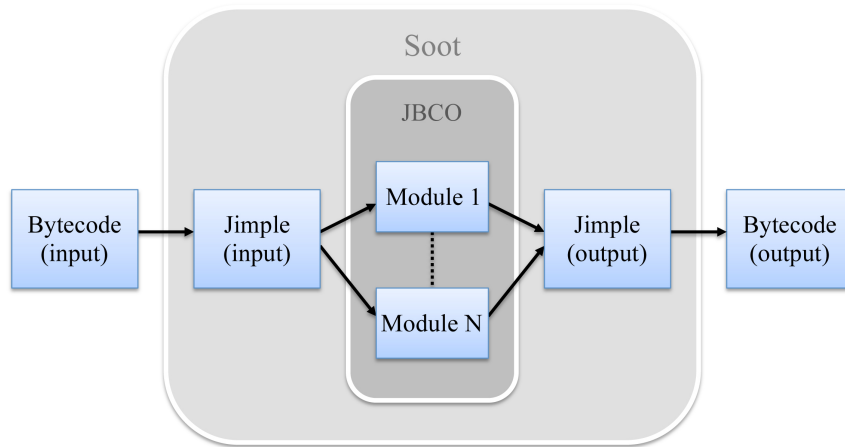 Soot
JBCO
Bytecode
(input)
Jimple
(input)
Module 1
Module N
Jimple
(output)
Bytecode
(output)